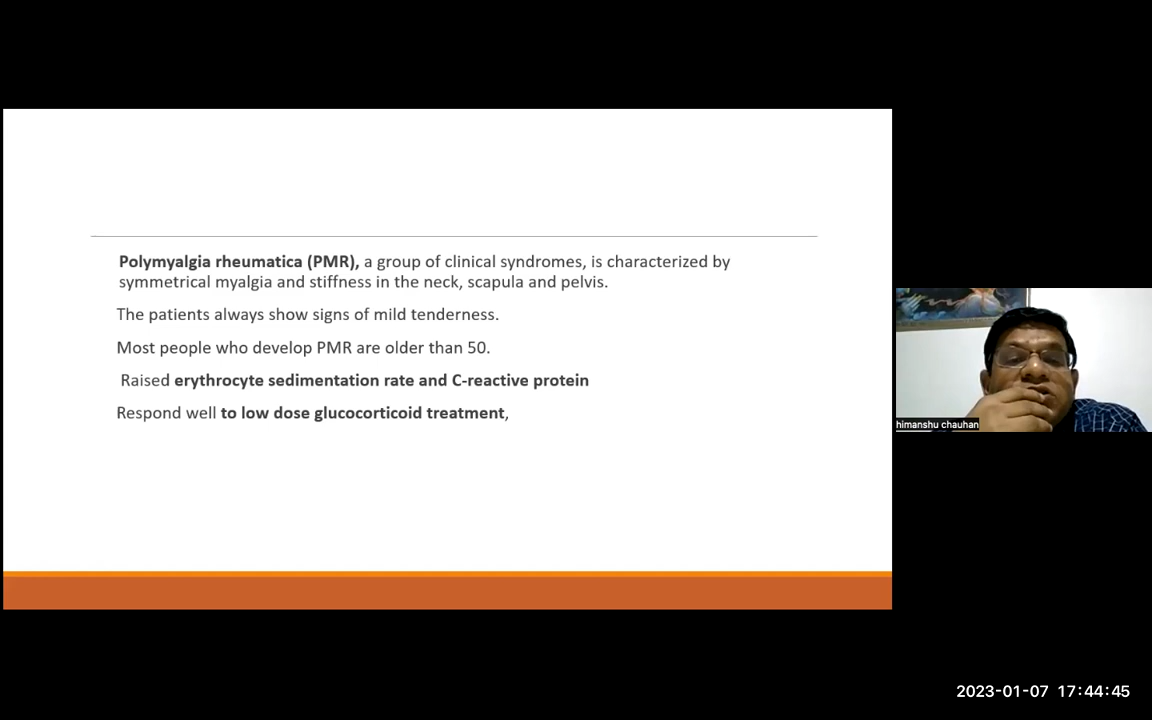 Polymyalgia rheumatica (PMR), a group of clinical syndromes, is characterized by
symmetrical myalgia and stiffness in the neck, scapula and pelvis.
The patients always show signs of mild tenderness.
Most people who develop PMR are older than 50.
Raised erythrocyte sedimentation rate and C-reactive protein
Respond well to low dose glucocorticoid treatment,
himanshu chauhan
2023-01-07 17:44:45